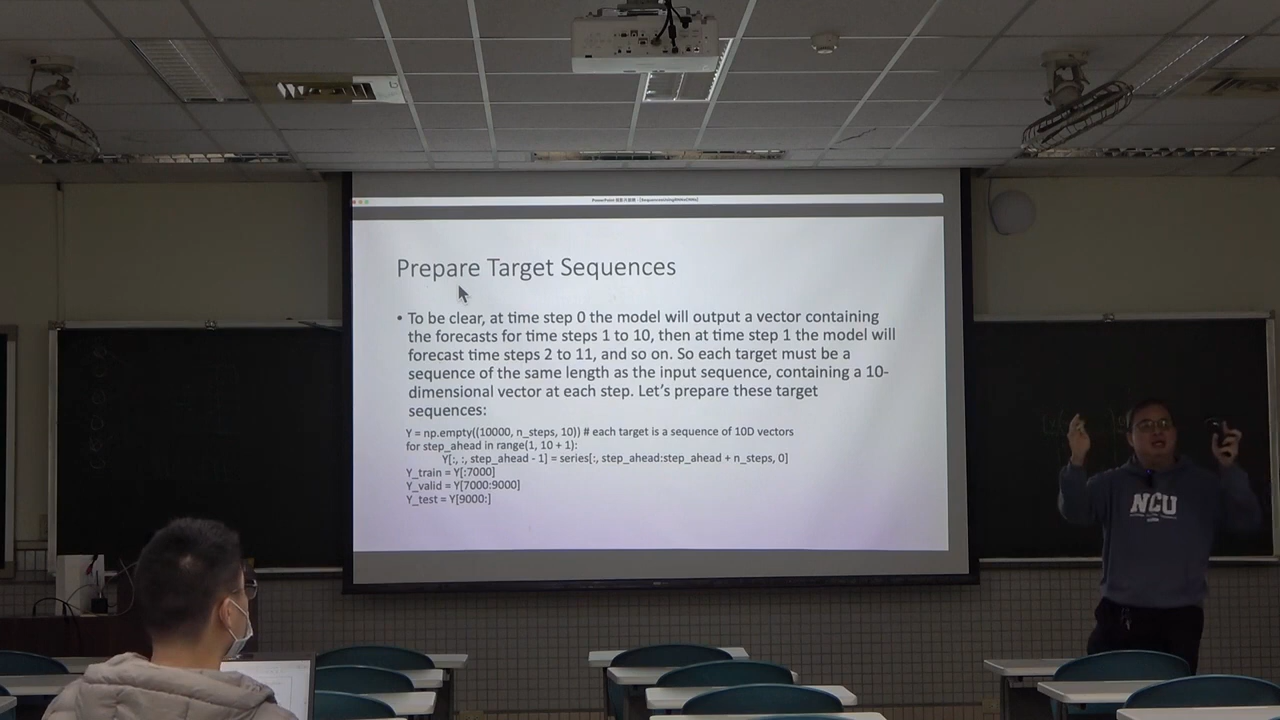 Prepare Target Sequences
• To be clear, at time step 0 the model will output a vector containing
the forecasts for time steps 1 to 10, then at time step 1 the model will
forecast time steps 2 to 11, and so on. So each target must be a
sequence of the same length as the input sequence, containing a 10-
dimensional vector at each step. Let's prepare these target
sequences:
Y = np.empty((10000, n_steps, 10)) # each target is a sequence of 10D vectors
for step_ahead in range(1, 10 + 1):
Y[:, :, step_ahead - 1] = series[:, step_ahead:step_ahead + n_steps, 0]
Y_train = Y[:7000]
Y_valid = Y[7000:9000]
Y_test = Y[9000:]
NCU